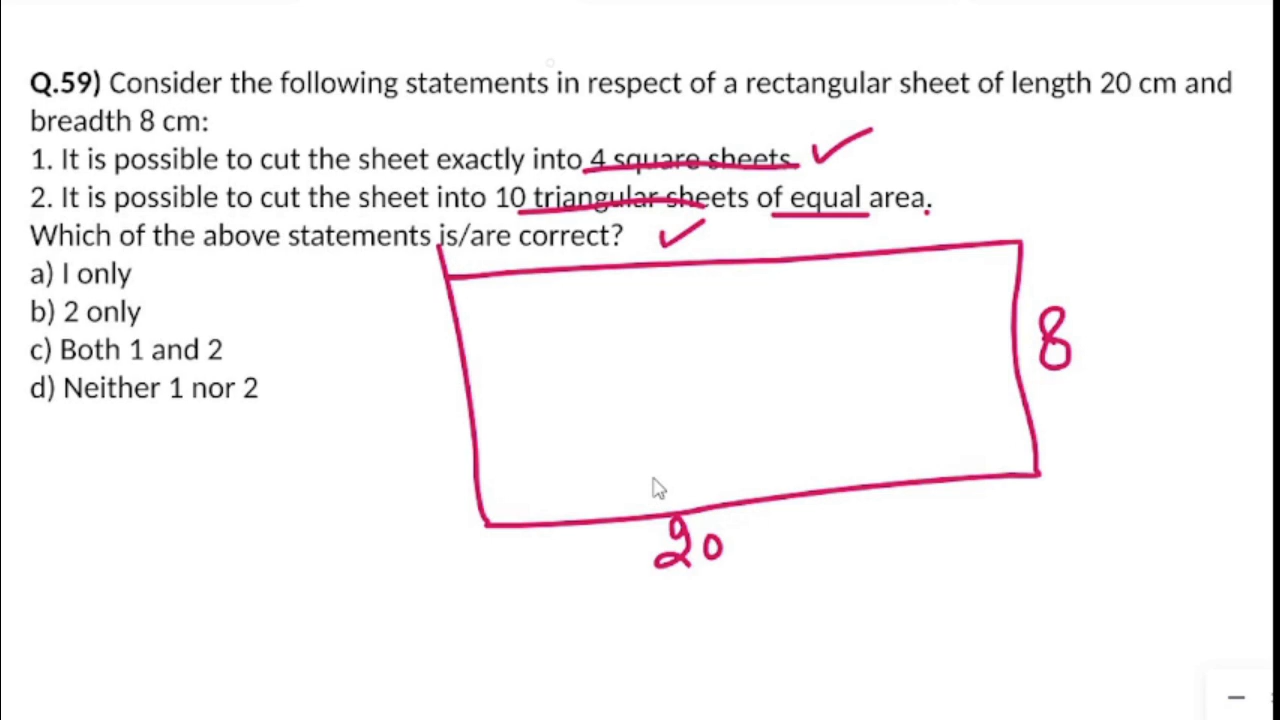 Q.59) Consider the following statements in respect of a rectangular sheet of length 20 cm and
breadth 8 cm:
1. It is possible to cut the sheet exactly into 4 square sheets.
2. It is possible to cut the sheet into 10 triangular sheets of equal area.
Which of the above statements is/are correct?
a) I only
b) 2 only
c) Both 1 and 2
d) Neither 1 nor 2
8
20